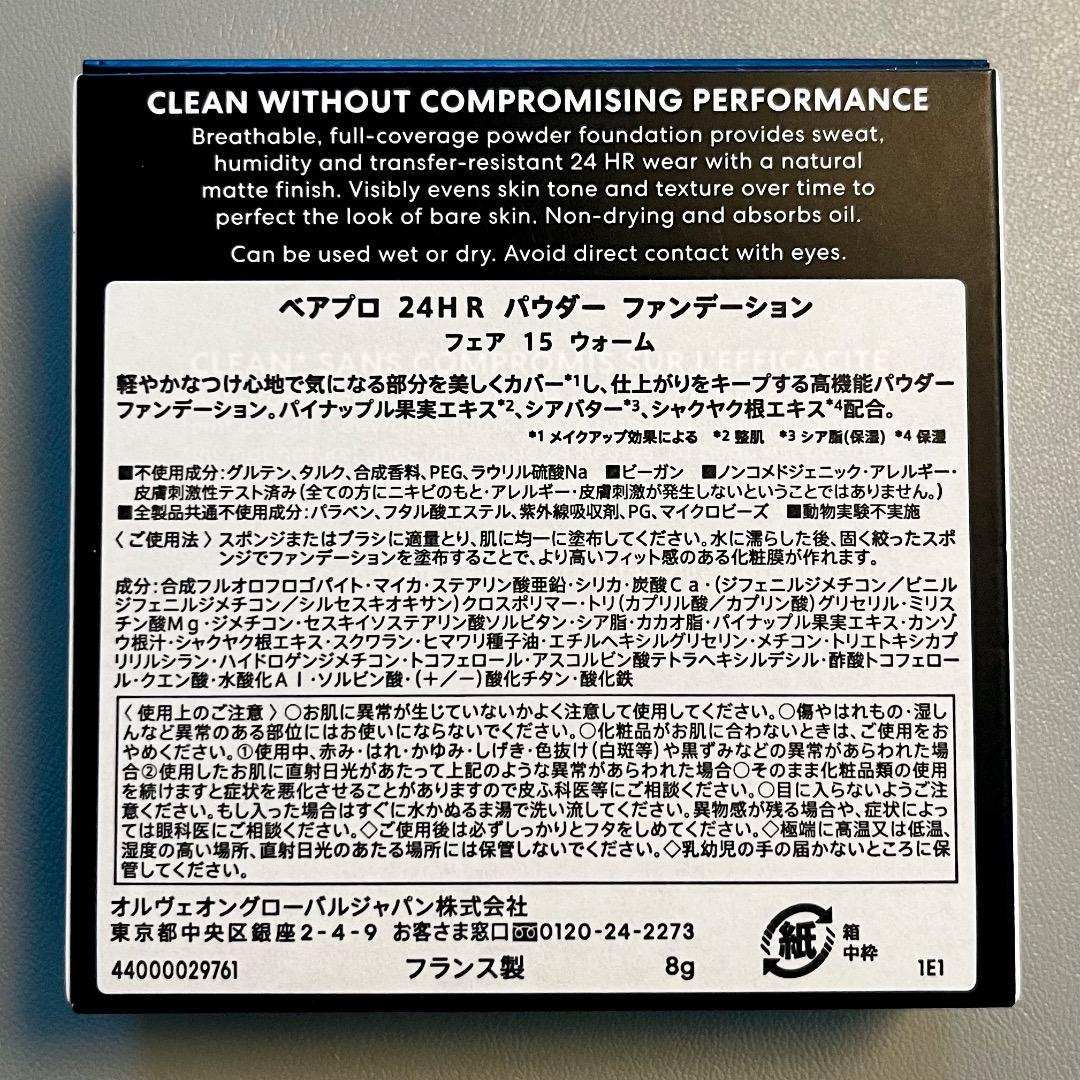 CLEAN WITHOUT COMPROMISING PERFORMANCE
Breathable, full-coverage powder foundation provides sweat,
humidity and transfer-resistant 24 HR wear with a natural
matte finish. Visibly evens skin tone and texture over time to
perfect the look of bare skin. Non-drying and absorbs oil.
Can be used wet or dry. Avoid direct contact with eyes.
ベアプロ 24HR パウダー ファンデーション
フェア 15 ウォーム
CLEAN* SANS COMPROMIS SUR L'EFFICACITÉ
軽やかなつけ心地で気になる部分を美しくカバー*1し、仕上がりをキープする高機能パウダー
ファンデーション。パイナップル果実エキス*2、シアバター*3、シャクヤク根エキス*4配合。
*1 メイクアップ効果による *2 整肌 *3 シア脂(保湿) *4 保湿
■不使用成分:グルテン、タルク、合成香料、PEG、ラウリル硫酸Na ■ビーガン ■ノンコメドジェニック・アレルギー・
皮膚刺激性テスト済み(全ての方にニキビのもと・アレルギー・皮膚刺激が発生しないということではありません。)
■全製品共通不使用成分:パラベン、フタル酸エステル、紫外線吸収剤、PG、マイクロビーズ ■動物実験不実施
〈ご使用法〉スポンジまたはブラシに適量とり、肌に均一に塗布してください。水に濡らした後、固く絞ったスポ
ンジでファンデーションを塗布することで、より高いフィット感のある化粧膜が作れます。
成分:合成フルオロフロゴパイト・マイカ・ステアリン酸亜鉛・シリカ・炭酸Ca・(ジフェニルジメチコン/ビニル
ジフェニルジメチコン/シルセスキオキサン)クロスポリマー・トリ(カプリル酸/カプリン酸)グリセリル・ミリス
チン酸Mg・ジメチコン・セスキイソステアリン酸ソルビタン・シア脂・カカオ脂・パイナップル果実エキス・カンゾ
ウ根汁・シャクヤク根エキス・スクワラン・ヒマワリ種子油・エチルヘキシルグリセリン・メチコン・トリエトキシカプ
リリルシラン・ハイドロゲンジメチコン・トコフェロール・アスコルビン酸テトラヘキシルデシル・酢酸トコフェロー
ル・クエン酸・水酸化Al・ソルビン酸・(+/-)酸化チタン・酸化鉄
〈使用上のご注意〉○お肌に異常が生じていないかよく注意して使用してください。○傷やはれもの・湿し
んなど異常のある部位にはお使いにならないでください。○化粧品がお肌に合わないときは、ご使用をお
やめください。①使用中、赤み・はれ・かゆみ・しげき・色抜け(白斑等)や黒ずみなどの異常があらわれた場
合②使用したお肌に直射日光があたって上記のような異常があらわれた場合○そのまま化粧品類の使用
を続けますと症状を悪化させることがありますので皮ふ科医等にご相談ください。○目に入らないようご注
意ください。もし入った場合はすぐに水かぬるま湯で洗い流してください。異物感が残る場合や、症状によっ
ては眼科医にご相談ください。◇ご使用後は必ずしっかりとフタをしめてください。◇極端に高温又は低温、
湿度の高い場所、直射日光のあたる場所には保管しないでください。◇乳幼児の手の届かないところに保
管してください。
オルヴェオングローバルジャパン株式会社
東京都中央区銀座2-4-9 お客さま窓口0120-24-2273
44000029761 フランス製 8g
紙 箱
中枠
1E1